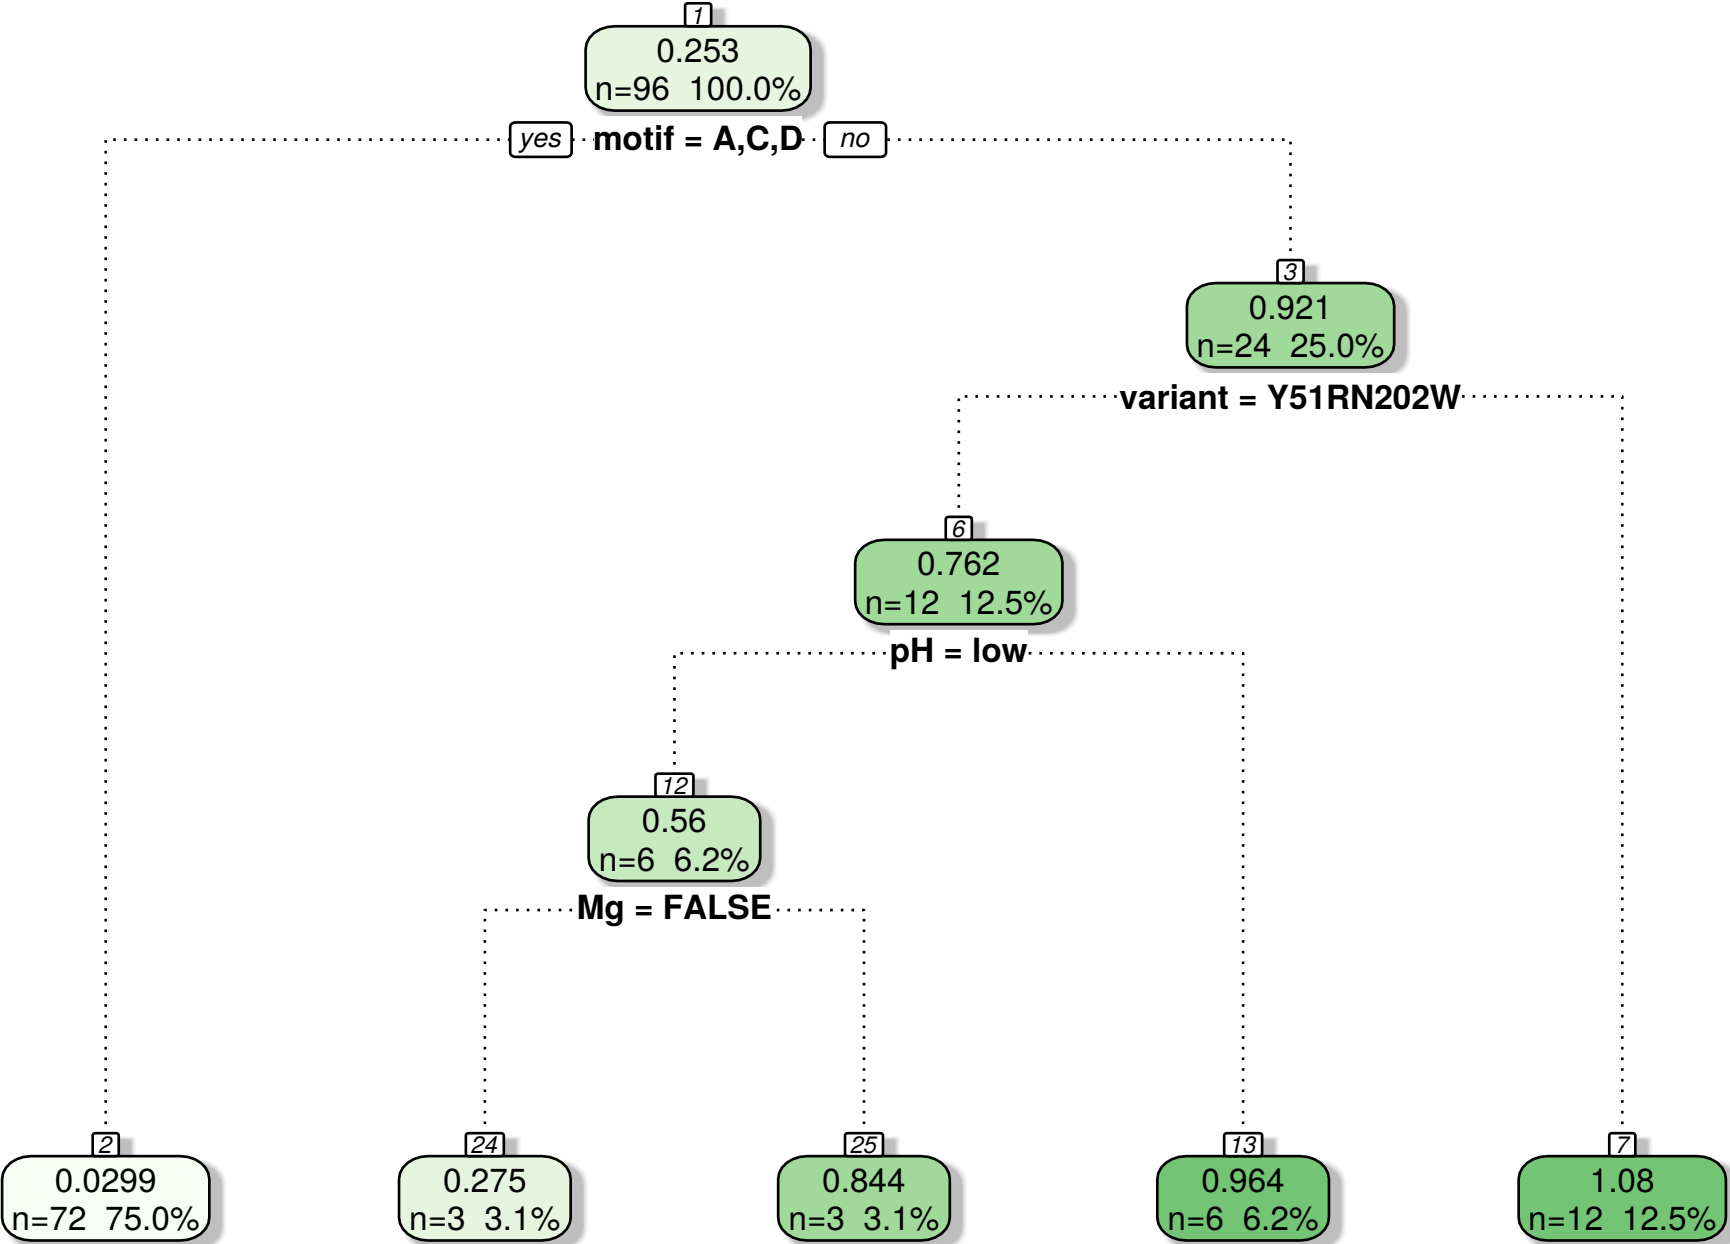 1
0.253
n=96 100.0%
yes motif = A,C,D no
3
0.921
n=24 25.0%
variant = Y51RN202W
6
0.762
n=12 12.5%
pH = low
12
0.56
n=6 6.2%
Mg = FALSE
2
0.0299
n=72 75.0%
24
0.275
n=3 3.1%
25
0.844
n=3 3.1%
13
0.964
n=6 6.2%
7
1.08
n=12 12.5%